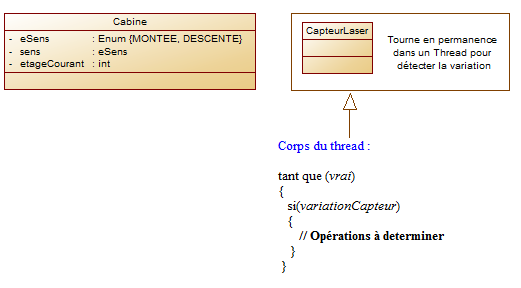 Cabine
- eSens : Enum {MONTEE, DESCENTE}
- sens : eSens
- etageCourant : int
CapteurLaser
Tourne en permanence
dans un Thread pour
détecter la variation
Corps du thread :
tant que (vrai)
{
si(variationCapteur)
{
// Opérations à determiner
}
}